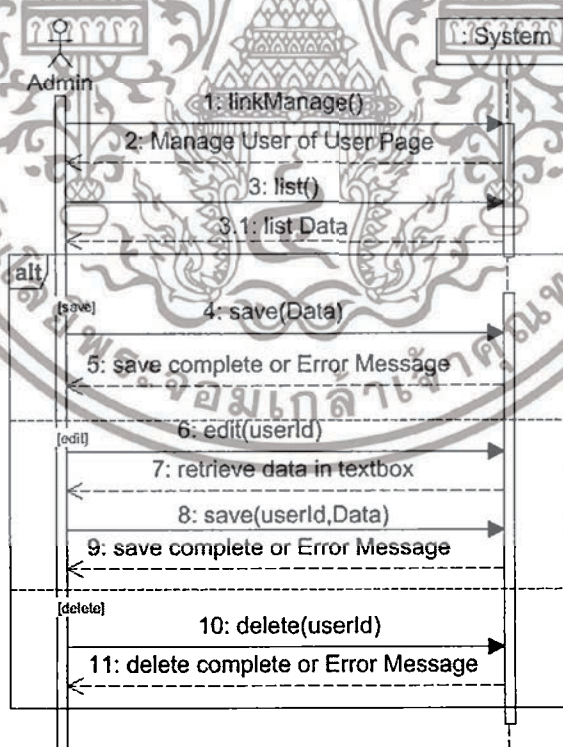 : System
Admin
1: linkManage()
2: Manage User of User Page
3: list()
3.1: list Data
alt
[save]
4: save(Data)
5: save complete or Error Message
6: edit(userId)
[edit]
7: retrieve data in textbox
8: save(userId,Data)
9: save complete or Error Message
[delete]
10: delete(userId)
11: delete complete or Error Message